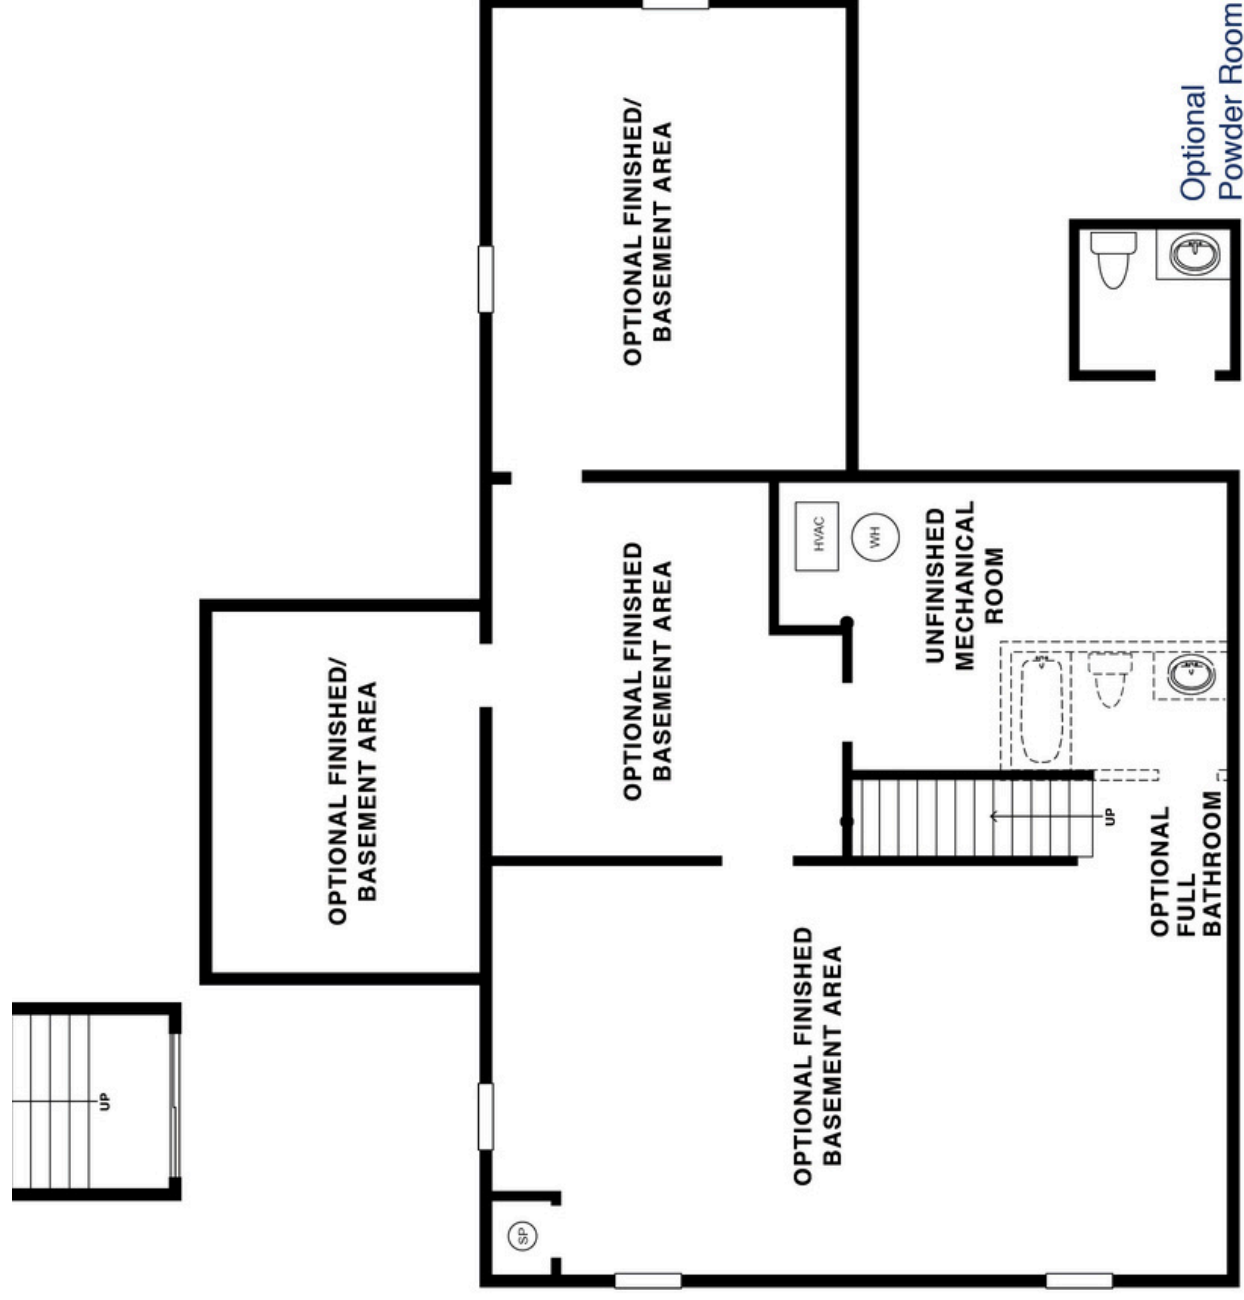 OPTIONAL FINISHED/
BASEMENT AREA
UP
OPTIONAL FINISHED
BASEMENT AREA
SP
OPTIONAL FINISHED
BASEMENT AREA
OPTIONAL FINISHED/
BASEMENT AREA
HVAC
WH
UNFINISHED
MECHANICAL
ROOM
UP
OPTIONAL
FULL
BATHROOM
Optional
Powder Room